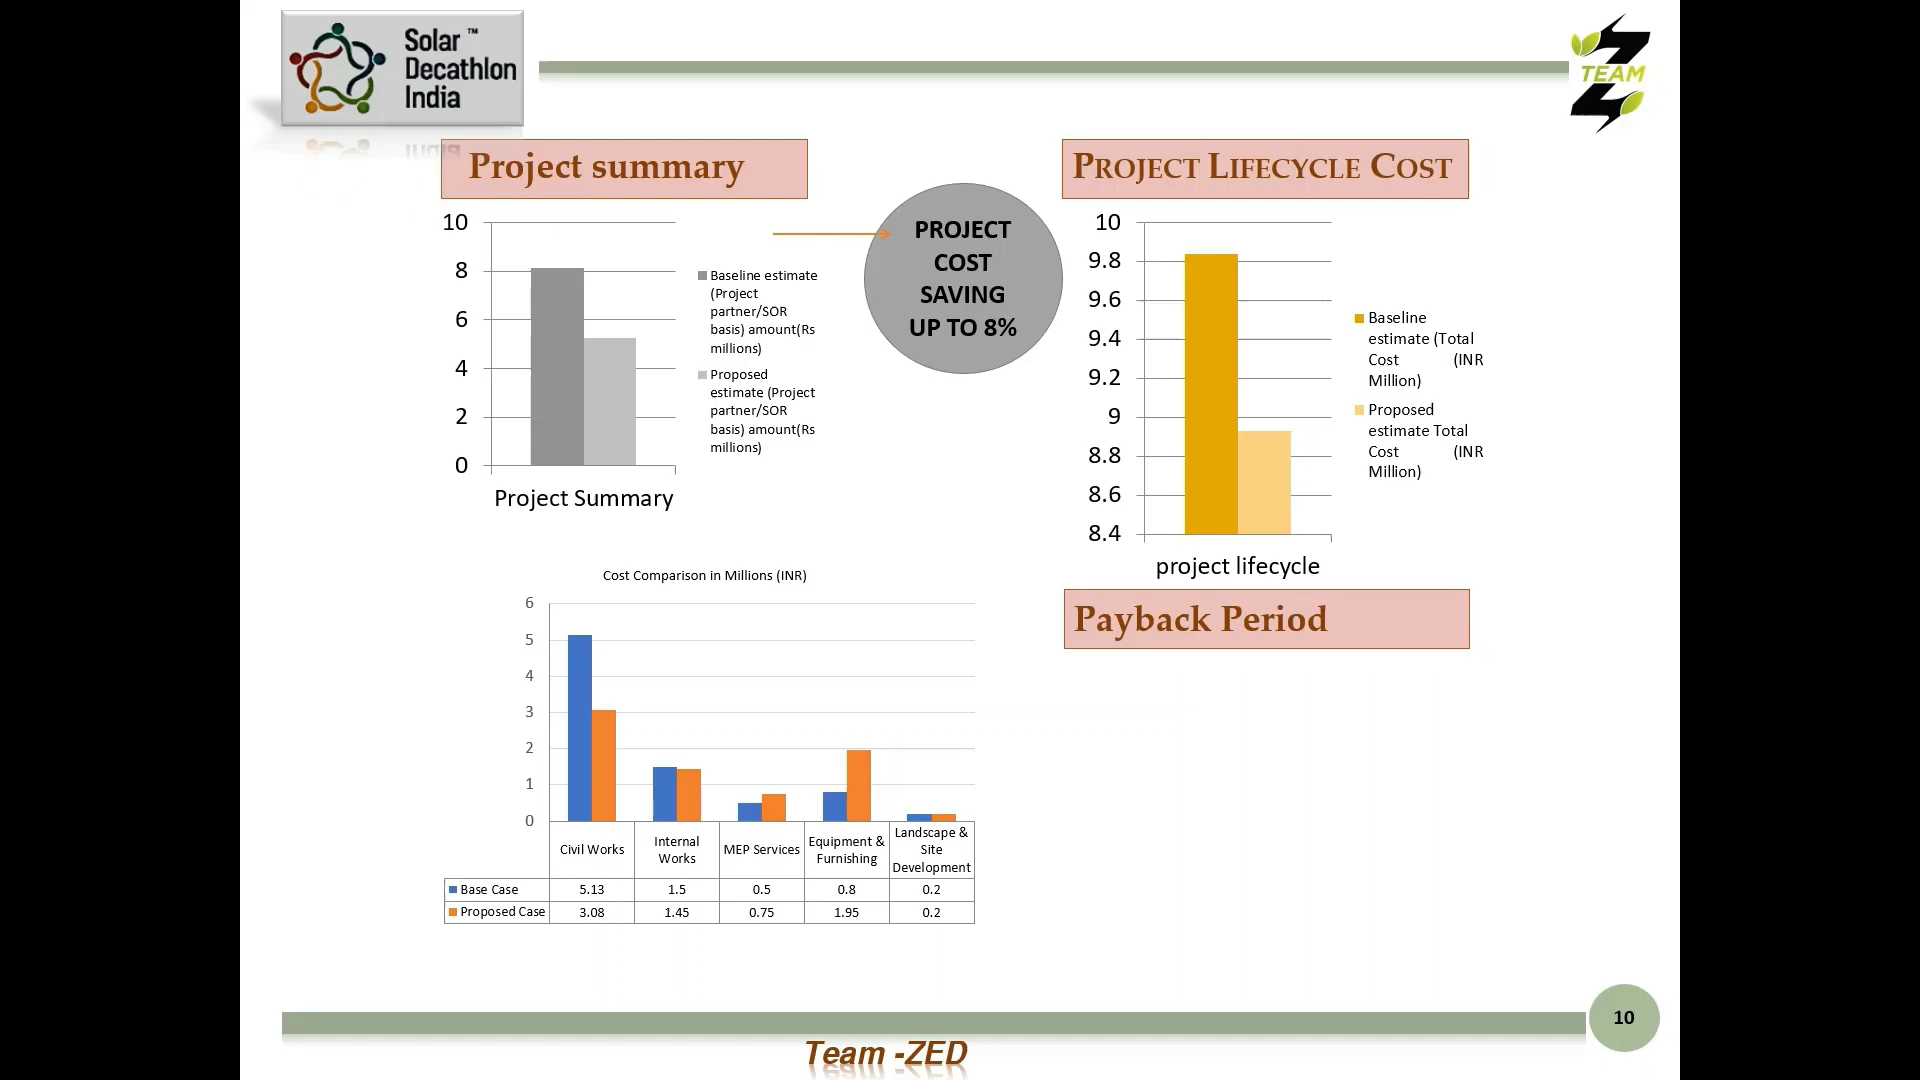 Solar ™
Decathlon
India
TEAM
Project summary
10
8
6
4
2
0
Project Summary
Baseline estimate
(Project
partner/SOR
basis) amount(Rs
millions)
Proposed
estimate (Project
partner/SOR
basis) amount(Rs
millions)
PROJECT
COST
SAVING
UP TO 8%
PROJECT LIFECYCLE COST
10
9.8
9.6
9.4
9.2
9
8.8
8.6
8.4
project lifecycle
Baseline
estimate (Total
Cost (INR
Million)
Proposed
estimate Total
Cost (INR
Million)
Cost Comparison in Millions (INR)
6
5
4
3
2
1
0
Civil Works Internal Works MEP Services Equipment & Furnishing Landscape & Site Development
Base Case 5.13 1.5 0.5 0.8 0.2
Proposed Case 3.08 1.45 0.75 1.95 0.2
Payback Period
10
Team -ZED